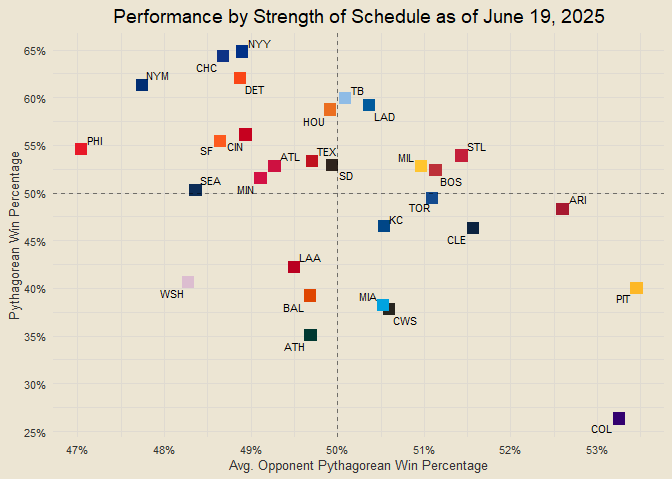 Performance by Strength of Schedule as of June 19, 2025
Pythagorean Win Percentage
65%
60%
55%
50%
45%
40%
35%
30%
25%
NYY
CHC
NYM
DET
TB
HOU
LAD
PHI
SF
CIN
ATL
TEX
SD
MIL
STL
BOS
SEA
MIN
TOR
ARI
KC
CLE
LAA
WSH
BAL
MIA
CWS
PIT
ATH
COL
47%
48%
49%
50%
51%
52%
53%
Avg. Opponent Pythagorean Win Percentage